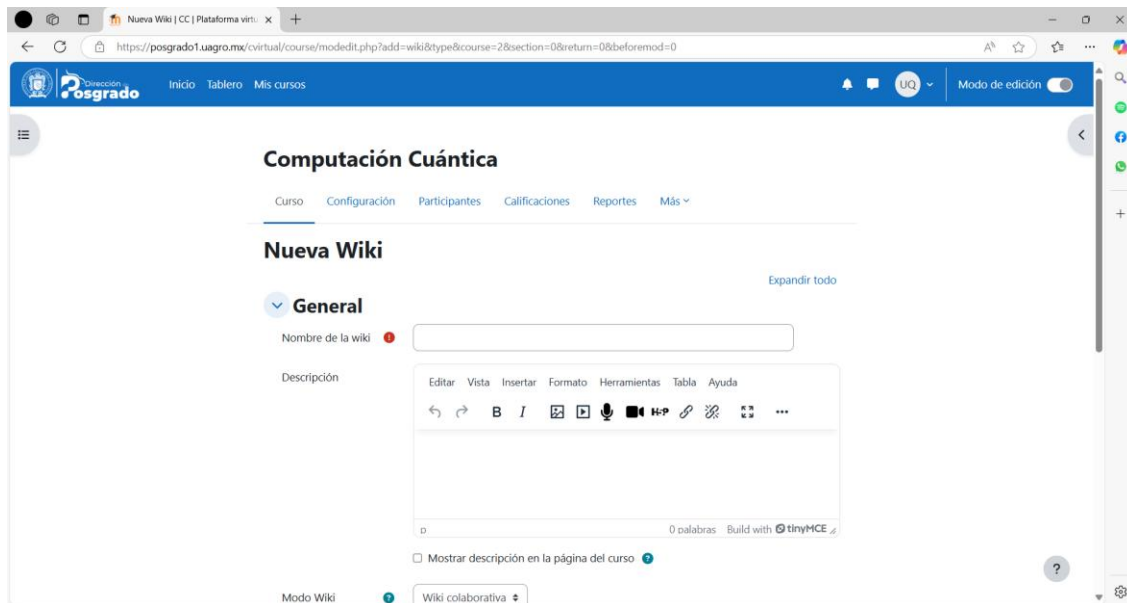 Nueva Wiki | CC | Plataforma virtu
https://posgrado1.uagro.mx/cvirtual/course/modedit.php?add=wiki&type&course=2&section=0&return=0&beforemod=0
Dirección de Posgrado Inicio Tablero Mis cursos UQ Modo de edición
Computación Cuántica
Curso Configuración Participantes Calificaciones Reportes Más
Nueva Wiki
Expandir todo
General
Nombre de la wiki
Descripción
Editar Vista Insertar Formato Herramientas Tabla Ayuda
B I H-P
p 0 palabras Build with tinyMCE
Mostrar descripción en la página del curso
Modo Wiki Wiki colaborativa